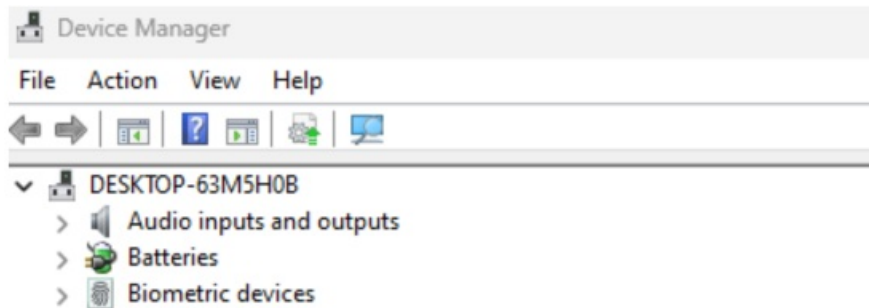 Device Manager
File Action View Help
DESKTOP-63M5H0B
Audio inputs and outputs
Batteries
Biometric devices